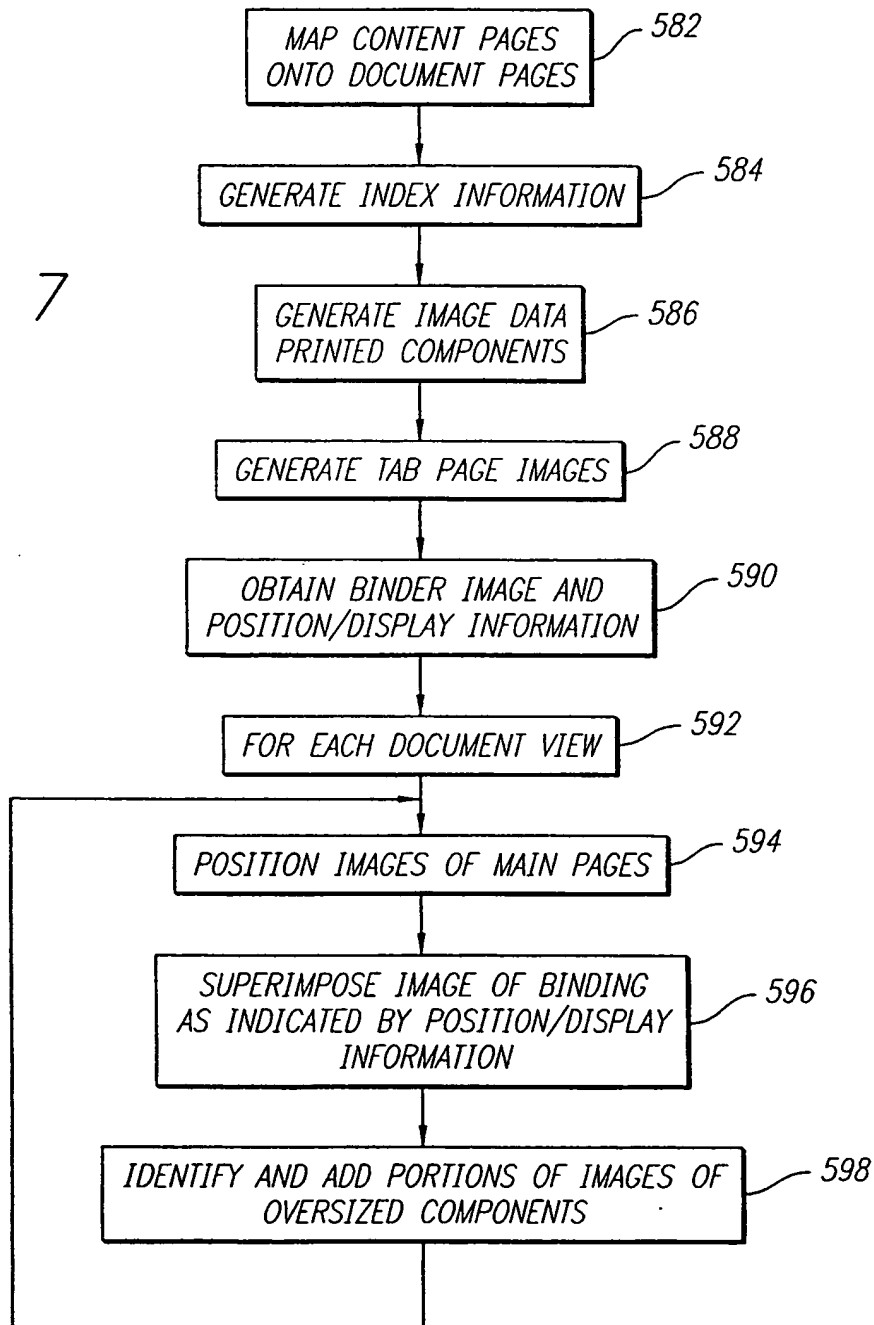 MAP CONTENT PAGES
ONTO DOCUMENT PAGES
582
GENERATE INDEX INFORMATION
584
7
GENERATE IMAGE DATA
PRINTED COMPONENTS
586
GENERATE TAB PAGE IMAGES
588
OBTAIN BINDER IMAGE AND
POSITION/DISPLAY INFORMATION
590
FOR EACH DOCUMENT VIEW
592
POSITION IMAGES OF MAIN PAGES
594
SUPERIMPOSE IMAGE OF BINDING
AS INDICATED BY POSITION/DISPLAY
INFORMATION
596
IDENTIFY AND ADD PORTIONS OF IMAGES OF
OVERSIZED COMPONENTS
598